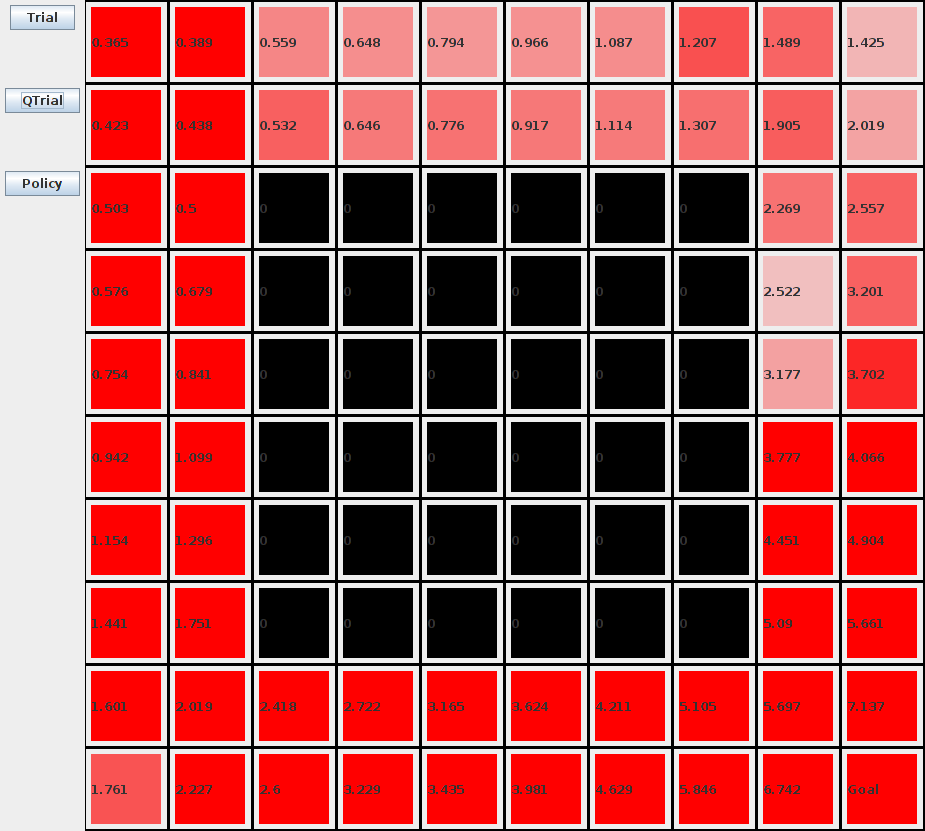 Trial 0.365 0.389 0.559 0.648 0.794 0.966 1.087 1.207 1.489 1.425
QTrial 0.423 0.438 0.532 0.646 0.776 0.917 1.114 1.307 1.905 2.019
Policy 0.503 0.5 0 0 0 0 0 0 2.269 2.557
0.576 0.679 0 0 0 0 0 0 2.522 3.201
0.754 0.841 0 0 0 0 0 0 3.177 3.702
0.942 1.099 0 0 0 0 0 0 3.777 4.066
1.154 1.296 0 0 0 0 0 0 4.451 4.904
1.441 1.751 0 0 0 0 0 0 5.09 5.661
1.601 2.019 2.418 2.722 3.165 3.624 4.211 5.105 5.697 7.137
1.761 2.227 2.6 3.229 3.435 3.981 4.629 5.846 6.742 Goal